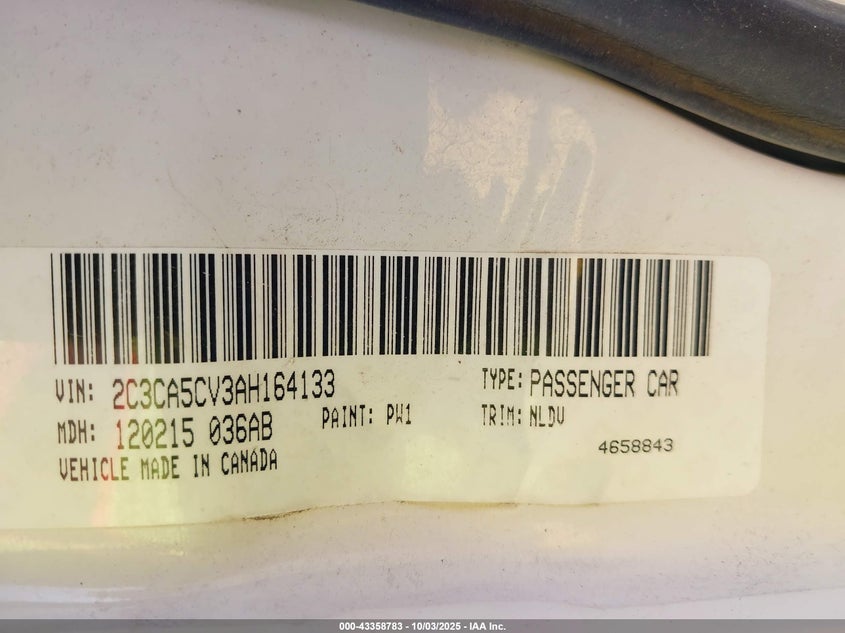 VIN: 2C3CA5CV3AH164133 TYPE: PASSENGER CAR
MDH: 120215 036AB PAINT: PW1 TRIM: NLDV
VEHICLE MADE IN CANADA 4658843
000-43358783 - 10/03/2025 - IAA Inc.